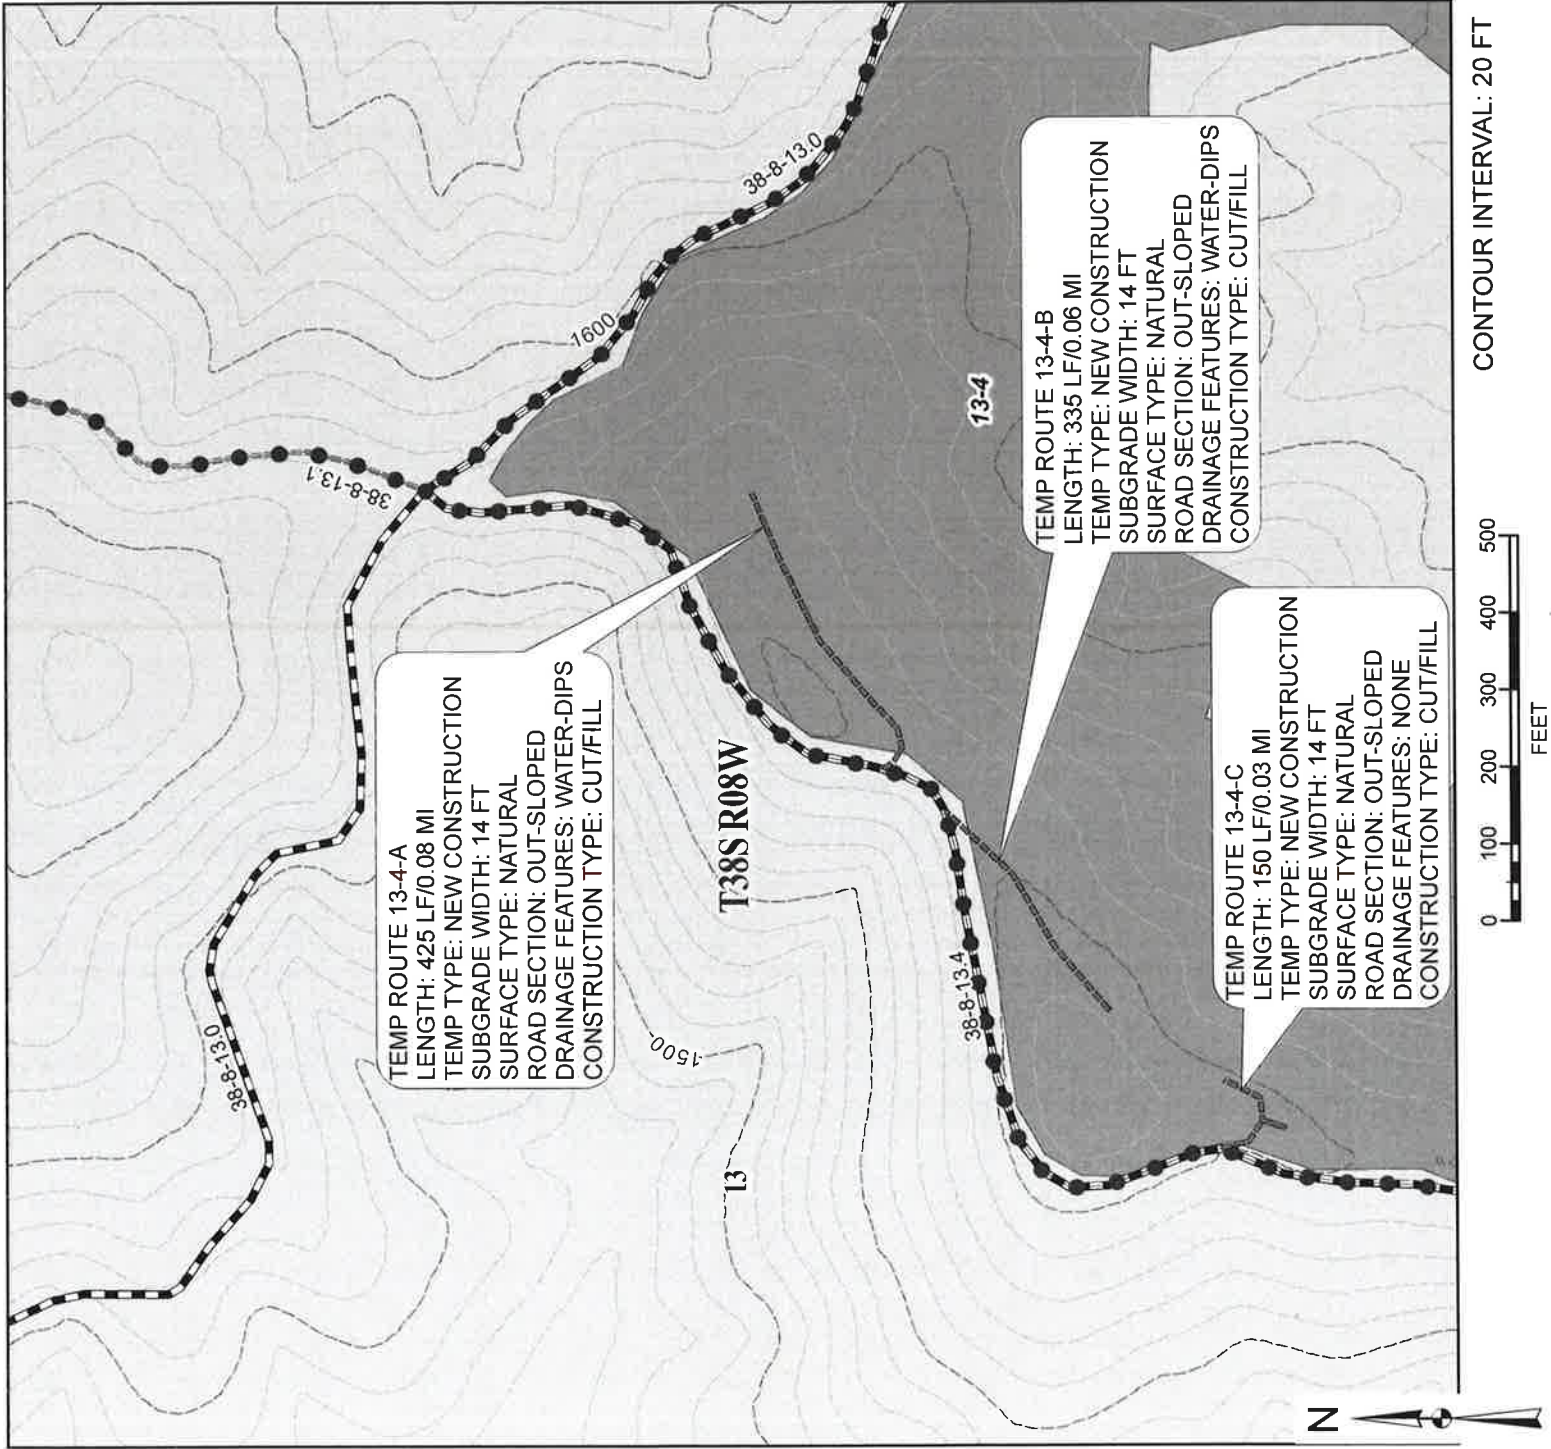 38-8-13.0
38-8-13.1
1600
38-8-13.0
TEMP ROUTE 13-4-A
LENGTH: 425 LF/0.08 MI
TEMP TYPE: NEW CONSTRUCTION
SUBGRADE WIDTH: 14 FT
SURFACE TYPE: NATURAL
ROAD SECTION: OUT-SLOPED
DRAINAGE FEATURES: WATER-DIPS
CONSTRUCTION TYPE: CUT/FILL
T38S R08W
1500
13
38-8-13.4
13-4
TEMP ROUTE 13-4-B
LENGTH: 335 LF/0.06 MI
TEMP TYPE: NEW CONSTRUCTION
SUBGRADE WIDTH: 14 FT
SURFACE TYPE: NATURAL
ROAD SECTION: OUT-SLOPED
DRAINAGE FEATURES: WATER-DIPS
CONSTRUCTION TYPE: CUT/FILL
TEMP ROUTE 13-4-C
LENGTH: 150 LF/0.03 MI
TEMP TYPE: NEW CONSTRUCTION
SUBGRADE WIDTH: 14 FT
SURFACE TYPE: NATURAL
ROAD SECTION: OUT-SLOPED
DRAINAGE FEATURES: NONE
CONSTRUCTION TYPE: CUT/FILL
N
0 100 200 300 400 500
FEET
CONTOUR INTERVAL: 20 FT